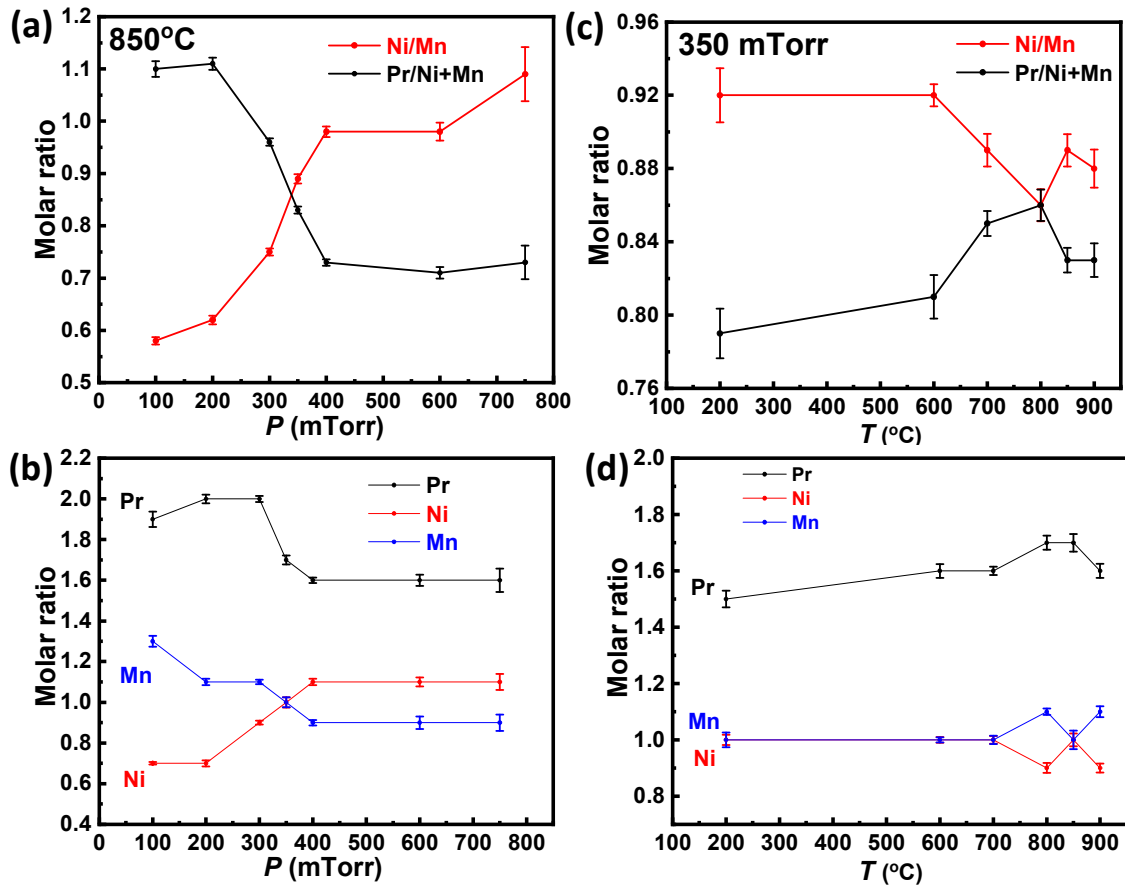 (a)
850°C
Ni/Mn
Pr/Ni+Mn
Molar ratio
1.2
1.1
1.0
0.9
0.8
0.7
0.6
0.5
0 100 200 300 400 500 600 700 800
P (mTorr)
(c)
350 mTorr
Ni/Mn
Pr/Ni+Mn
Molar ratio
0.96
0.92
0.88
0.84
0.80
0.76
100 200 300 400 500 600 700 800 900
T (°C)
(b)
Pr
Ni
Mn
Pr
Mn
Ni
Molar ratio
2.2
2.0
1.8
1.6
1.4
1.2
1.0
0.8
0.6
0.4
0 100 200 300 400 500 600 700 800
P (mTorr)
(d)
Pr
Ni
Mn
Pr
Mn
Ni
Molar ratio
2.0
1.8
1.6
1.4
1.2
1.0
0.8
100 200 300 400 500 600 700 800 900
T (°C)